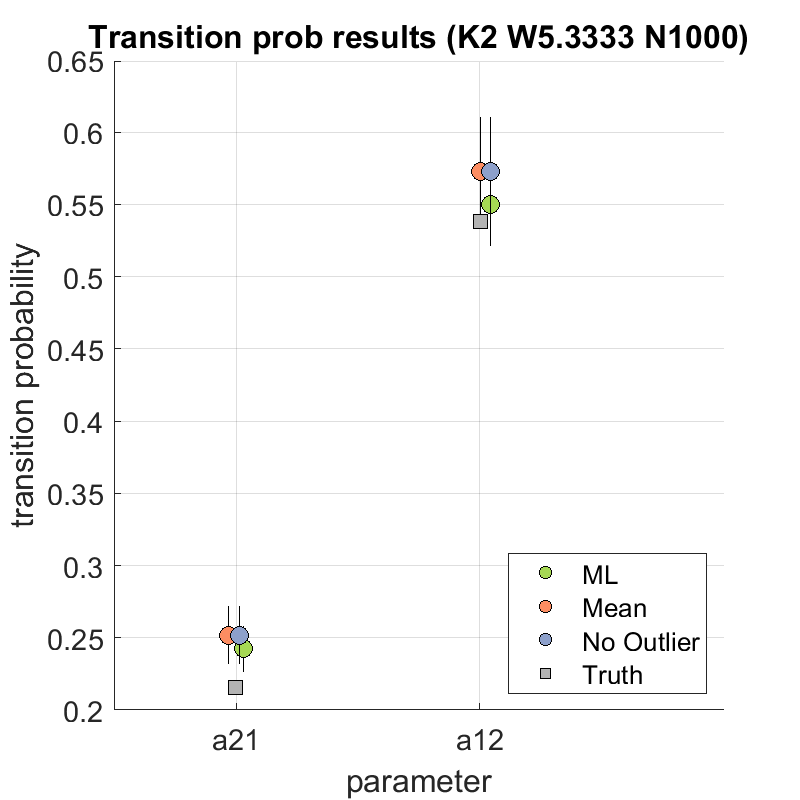 Transition prob results (K2 W5.3333 N1000)
0.65
0.6
0.55
0.5
0.45
0.4
0.35
0.3
0.25
0.2
transition probability
a21
a12
parameter
ML
Mean
No Outlier
Truth